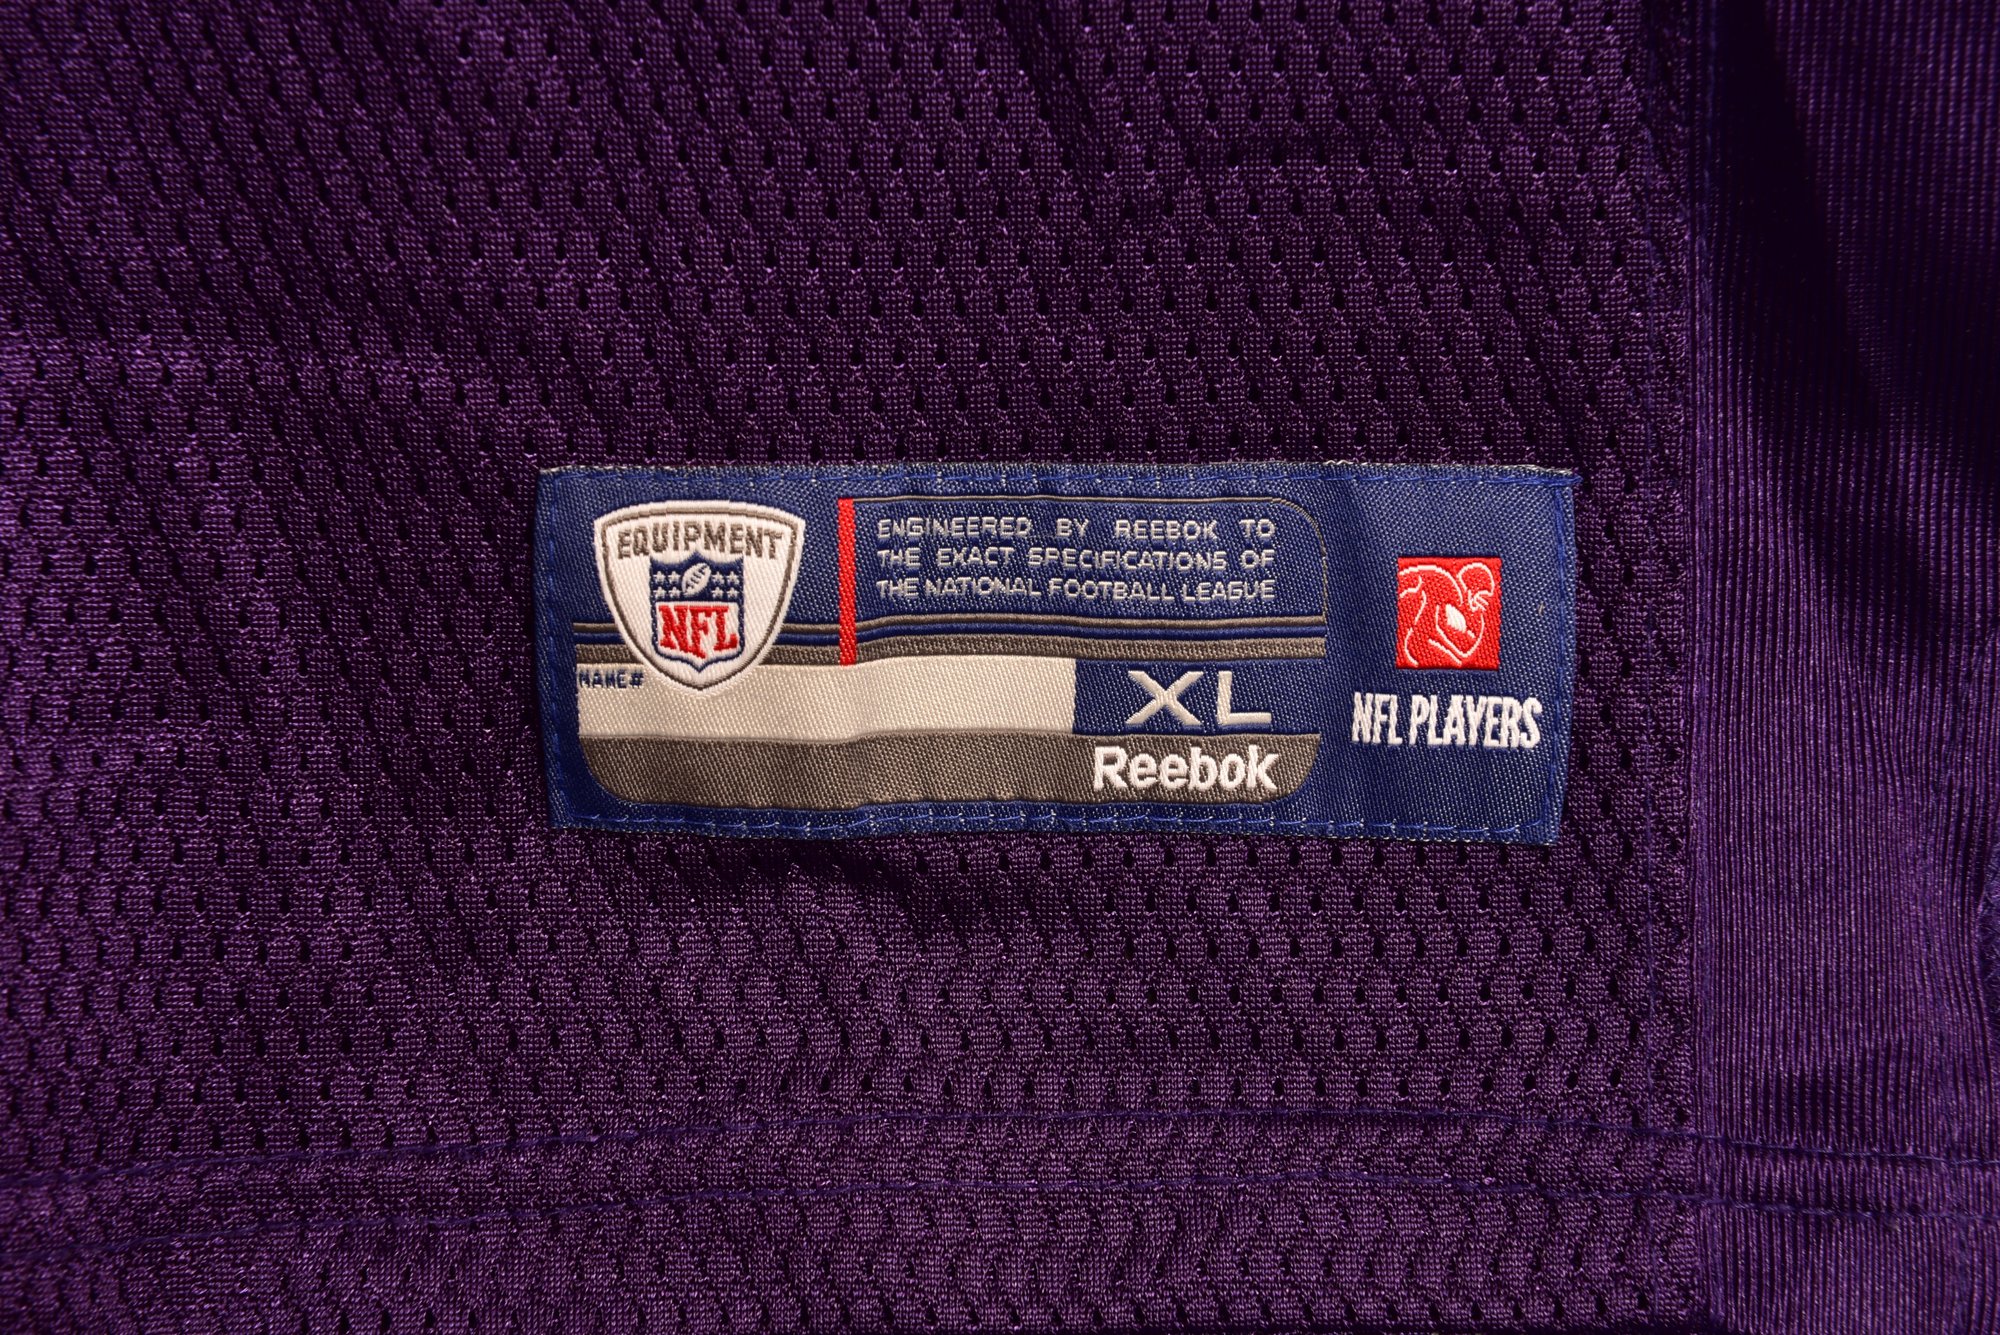 EQUIPMENT
NFL
ENGINEERED BY REEBOK TO
THE EXACT SPECIFICATIONS OF
THE NATIONAL FOOTBALL LEAGUE
NAME#
XL
Reebok
NFL PLAYERS